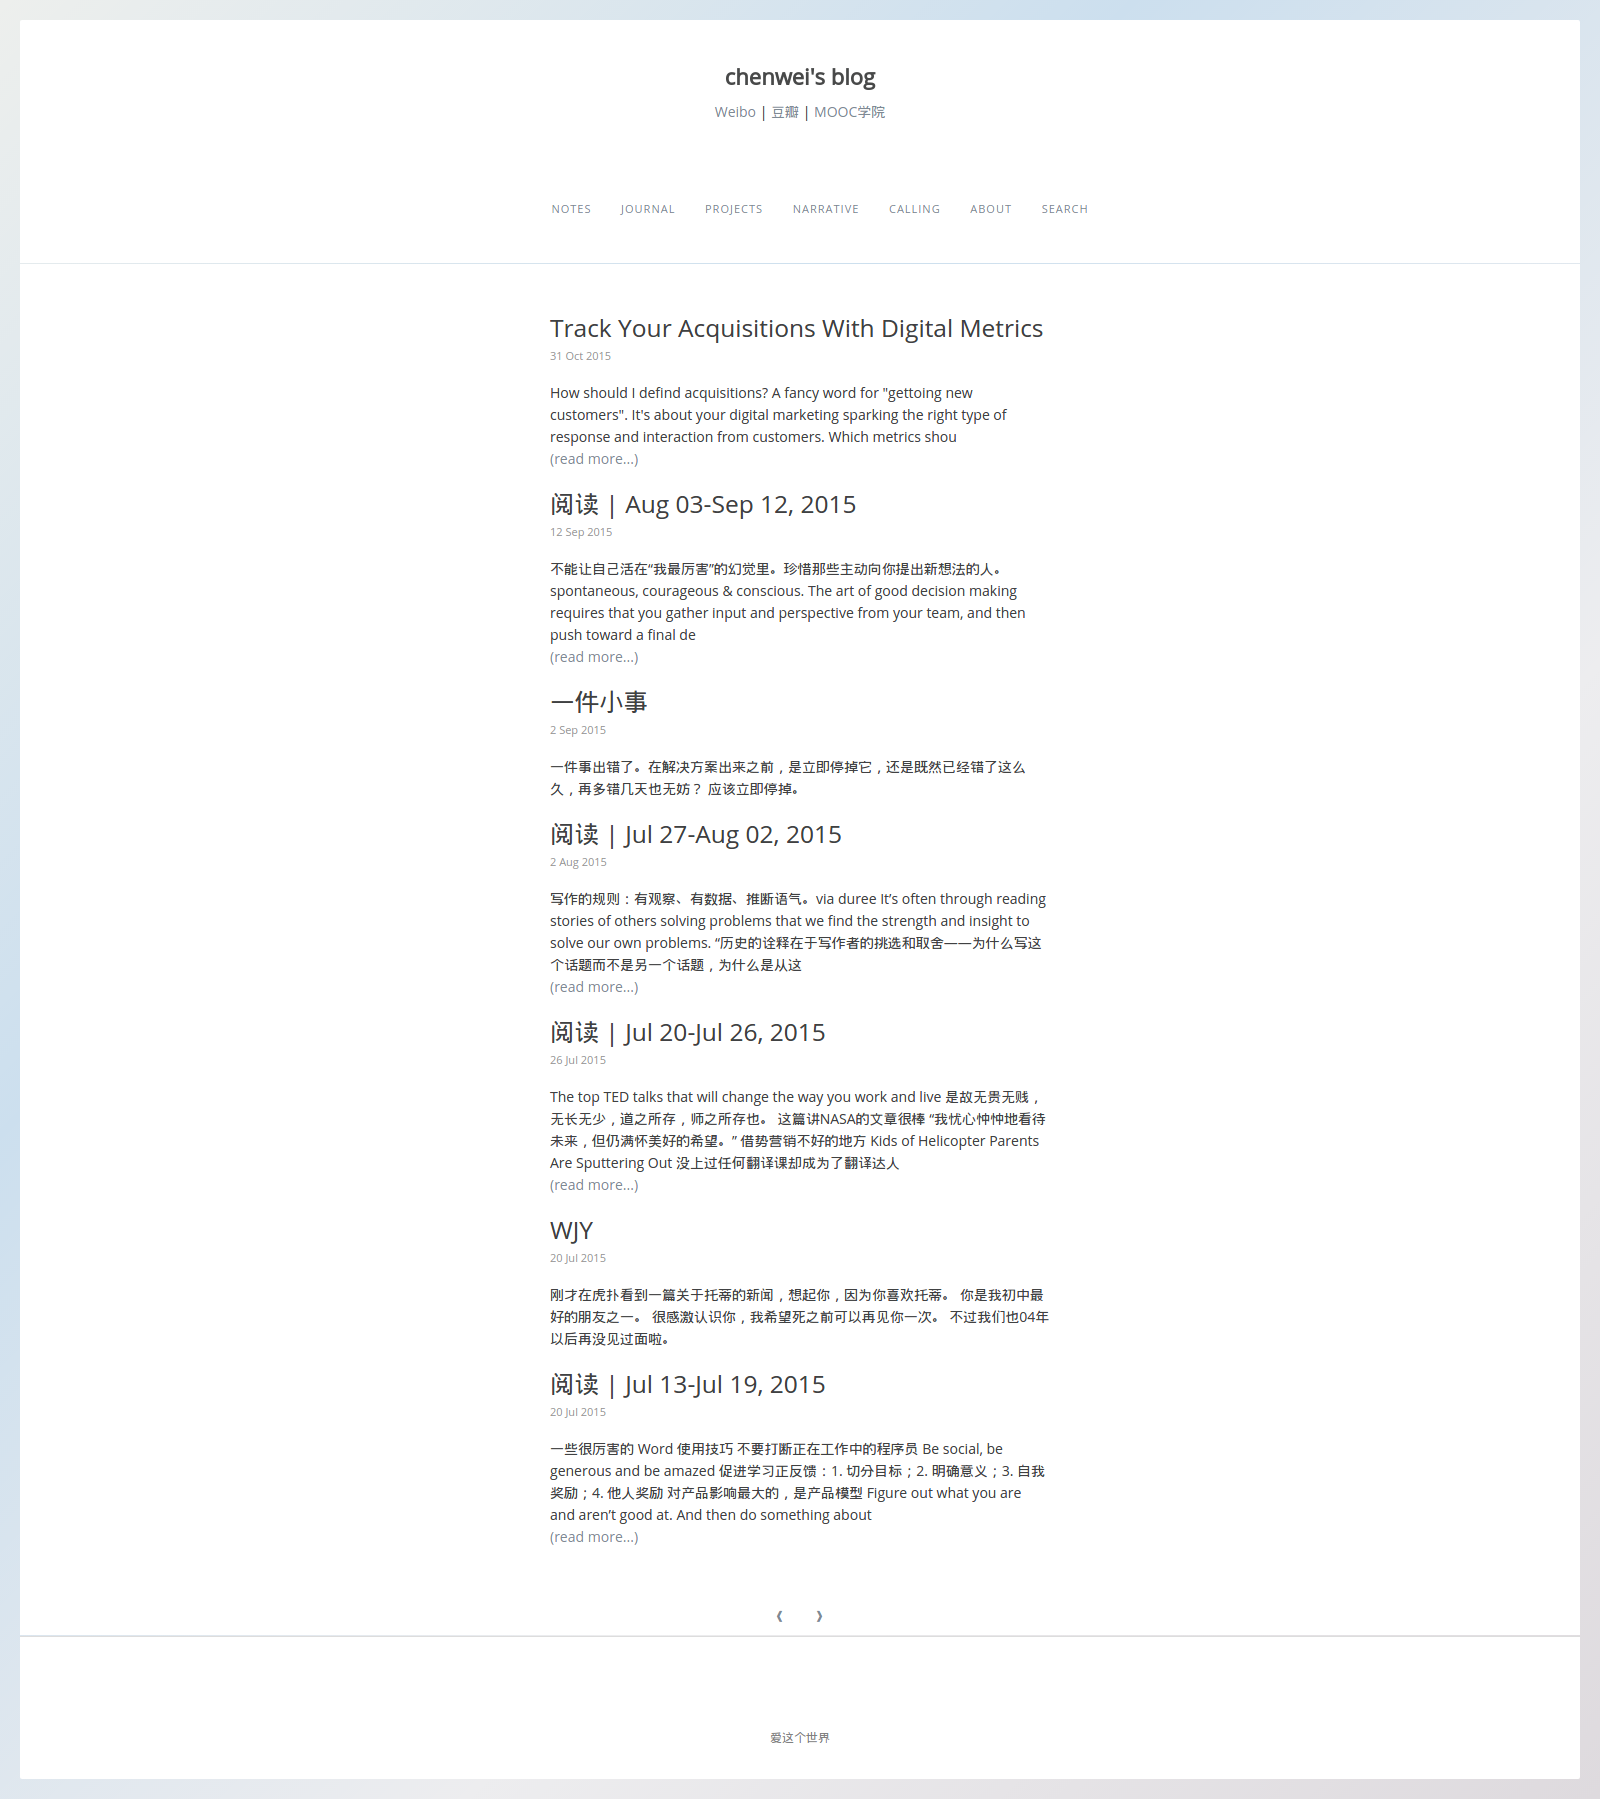 chenwei's blog
Weibo | 豆瓣 | MOOC学院
NOTES JOURNAL PROJECTS NARRATIVE CALLING ABOUT SEARCH
Track Your Acquisitions With Digital Metrics
31 Oct 2015
How should I defind acquisitions? A fancy word for "gettoing new
customers". It's about your digital marketing sparking the right type of
response and interaction from customers. Which metrics shou
(read more...)
阅读 | Aug 03-Sep 12, 2015
12 Sep 2015
不能让自己活在“我最厉害”的幻觉里。珍惜那些主动向你提出新想法的人。
spontaneous, courageous & conscious. The art of good decision making
requires that you gather input and perspective from your team, and then
push toward a final de
(read more...)
一件小事
2 Sep 2015
一件事出错了。在解决方案出来之前，是立即停掉它，还是既然已经错了这么
久，再多错几天也无妨？ 应该立即停掉。
阅读 | Jul 27-Aug 02, 2015
2 Aug 2015
写作的规则：有观察、有数据、推断语气。via duree It’s often through reading
stories of others solving problems that we find the strength and insight to
solve our own problems. “历史的诠释在于写作者的挑选和取舍——为什么写这
个话题而不是另一个话题，为什么是从这
(read more...)
阅读 | Jul 20-Jul 26, 2015
26 Jul 2015
The top TED talks that will change the way you work and live 是故无贵无贱，
无长无少，道之所存，师之所存也。 这篇讲NASA的文章很棒 “我忧心忡忡地看待
未来，但仍满怀美好的希望。” 借势营销不好的地方 Kids of Helicopter Parents
Are Sputtering Out 没上过任何翻译课却成为了翻译达人
(read more...)
WJY
20 Jul 2015
刚才在虎扑看到一篇关于托蒂的新闻，想起你，因为你喜欢托蒂。 你是我初中最
好的朋友之一。 很感激认识你，我希望死之前可以再见你一次。 不过我们也04年
以后再没见过面啦。
阅读 | Jul 13-Jul 19, 2015
20 Jul 2015
一些很厉害的 Word 使用技巧 不要打断正在工作中的程序员 Be social, be
generous and be amazed 促进学习正反馈：1. 切分目标；2. 明确意义；3. 自我
奖励；4. 他人奖励 对产品影响最大的，是产品模型 Figure out what you are
and aren’t good at. And then do something about
(read more...)
《 》
爱这个世界